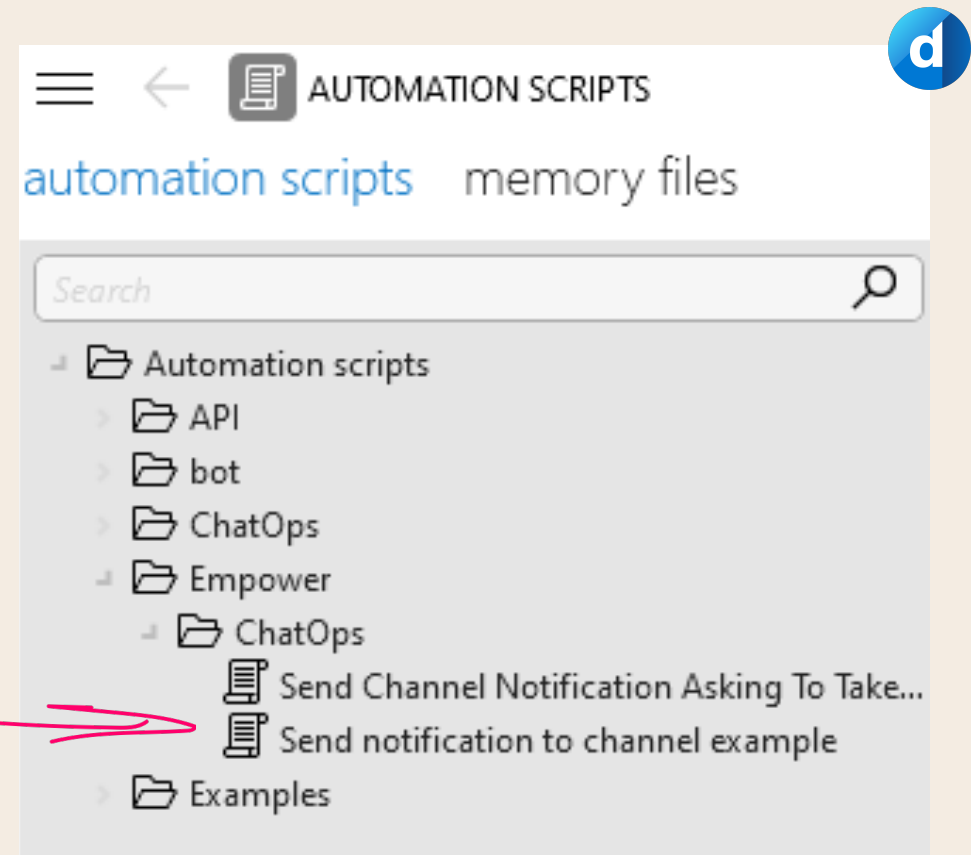 d
AUTOMATION SCRIPTS
automation scripts memory files
Search
Automation scripts
API
bot
ChatOps
Empower
ChatOps
Send Channel Notification Asking To Take...
Send notification to channel example
Examples